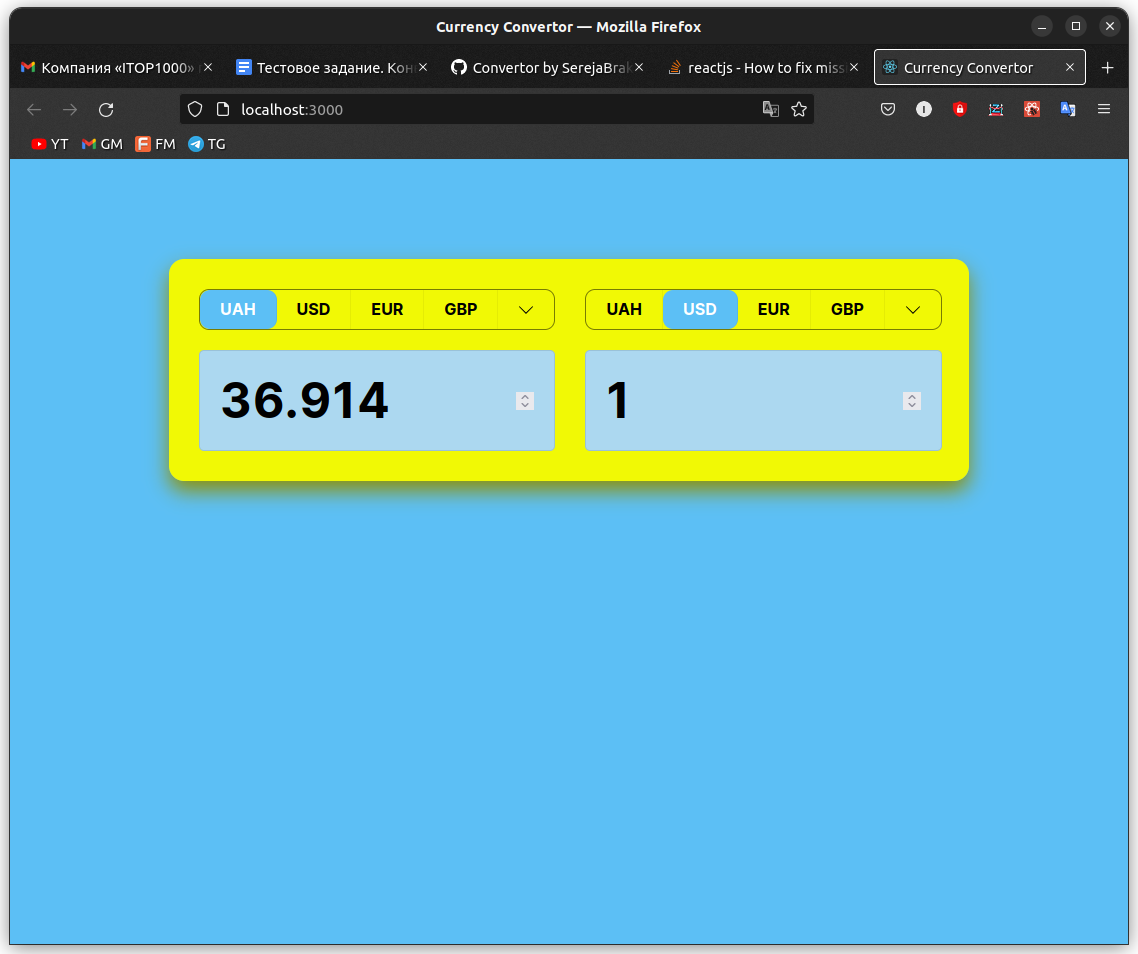 Currency Convertor — Mozilla Firefox
Компания «ITOP1000»
Тестовое задание. Кон
Convertor by SerejaBrak
reactjs - How to fix miss
Currency Convertor
localhost:3000
YT GM FM TG
UAH USD EUR GBP
UAH USD EUR GBP
36.914
1